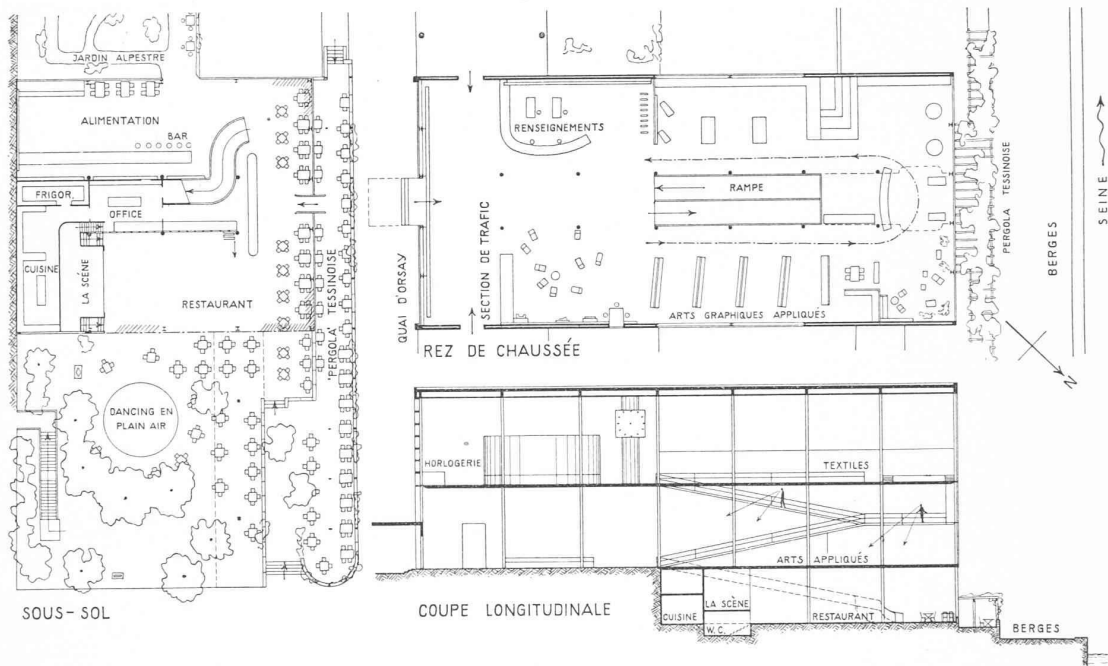 JARDIN ALPESTRE
ALIMENTATION
BAR
FRIGOR.
OFFICE
CUISINE
LA SCÈNE
RESTAURANT
PERGOLA TESSINOISE
DANCING EN
PLAIN AIR
SOUS-SOL
QUAI D'ORSAY
SECTION DE TRAFIC
RENSEIGNEMENTS
RAMPE
ARTS GRAPHIQUES APPLIQUÉS
REZ DE CHAUSSÉE
PERGOLA TESSINOISE
BERGES
SEINE
N
HORLOGERIE
TEXTILES
ARTS APPLIQUÉS
CUISINE
LA SCÈNE
W.C.
RESTAURANT
BERGES
COUPE LONGITUDINALE